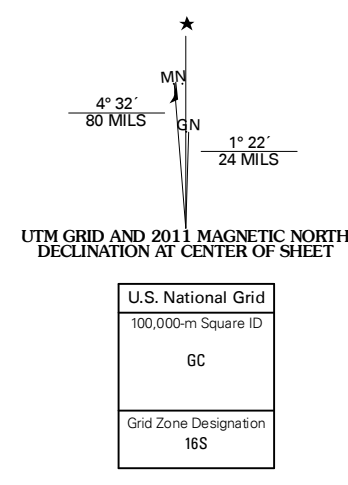 ★
MN
4° 32´
80 MILS
GN
1° 22´
24 MILS
UTM GRID AND 2011 MAGNETIC NORTH
DECLINATION AT CENTER OF SHEET
U.S. National Grid
100,000-m Square ID
GC
Grid Zone Designation
16S